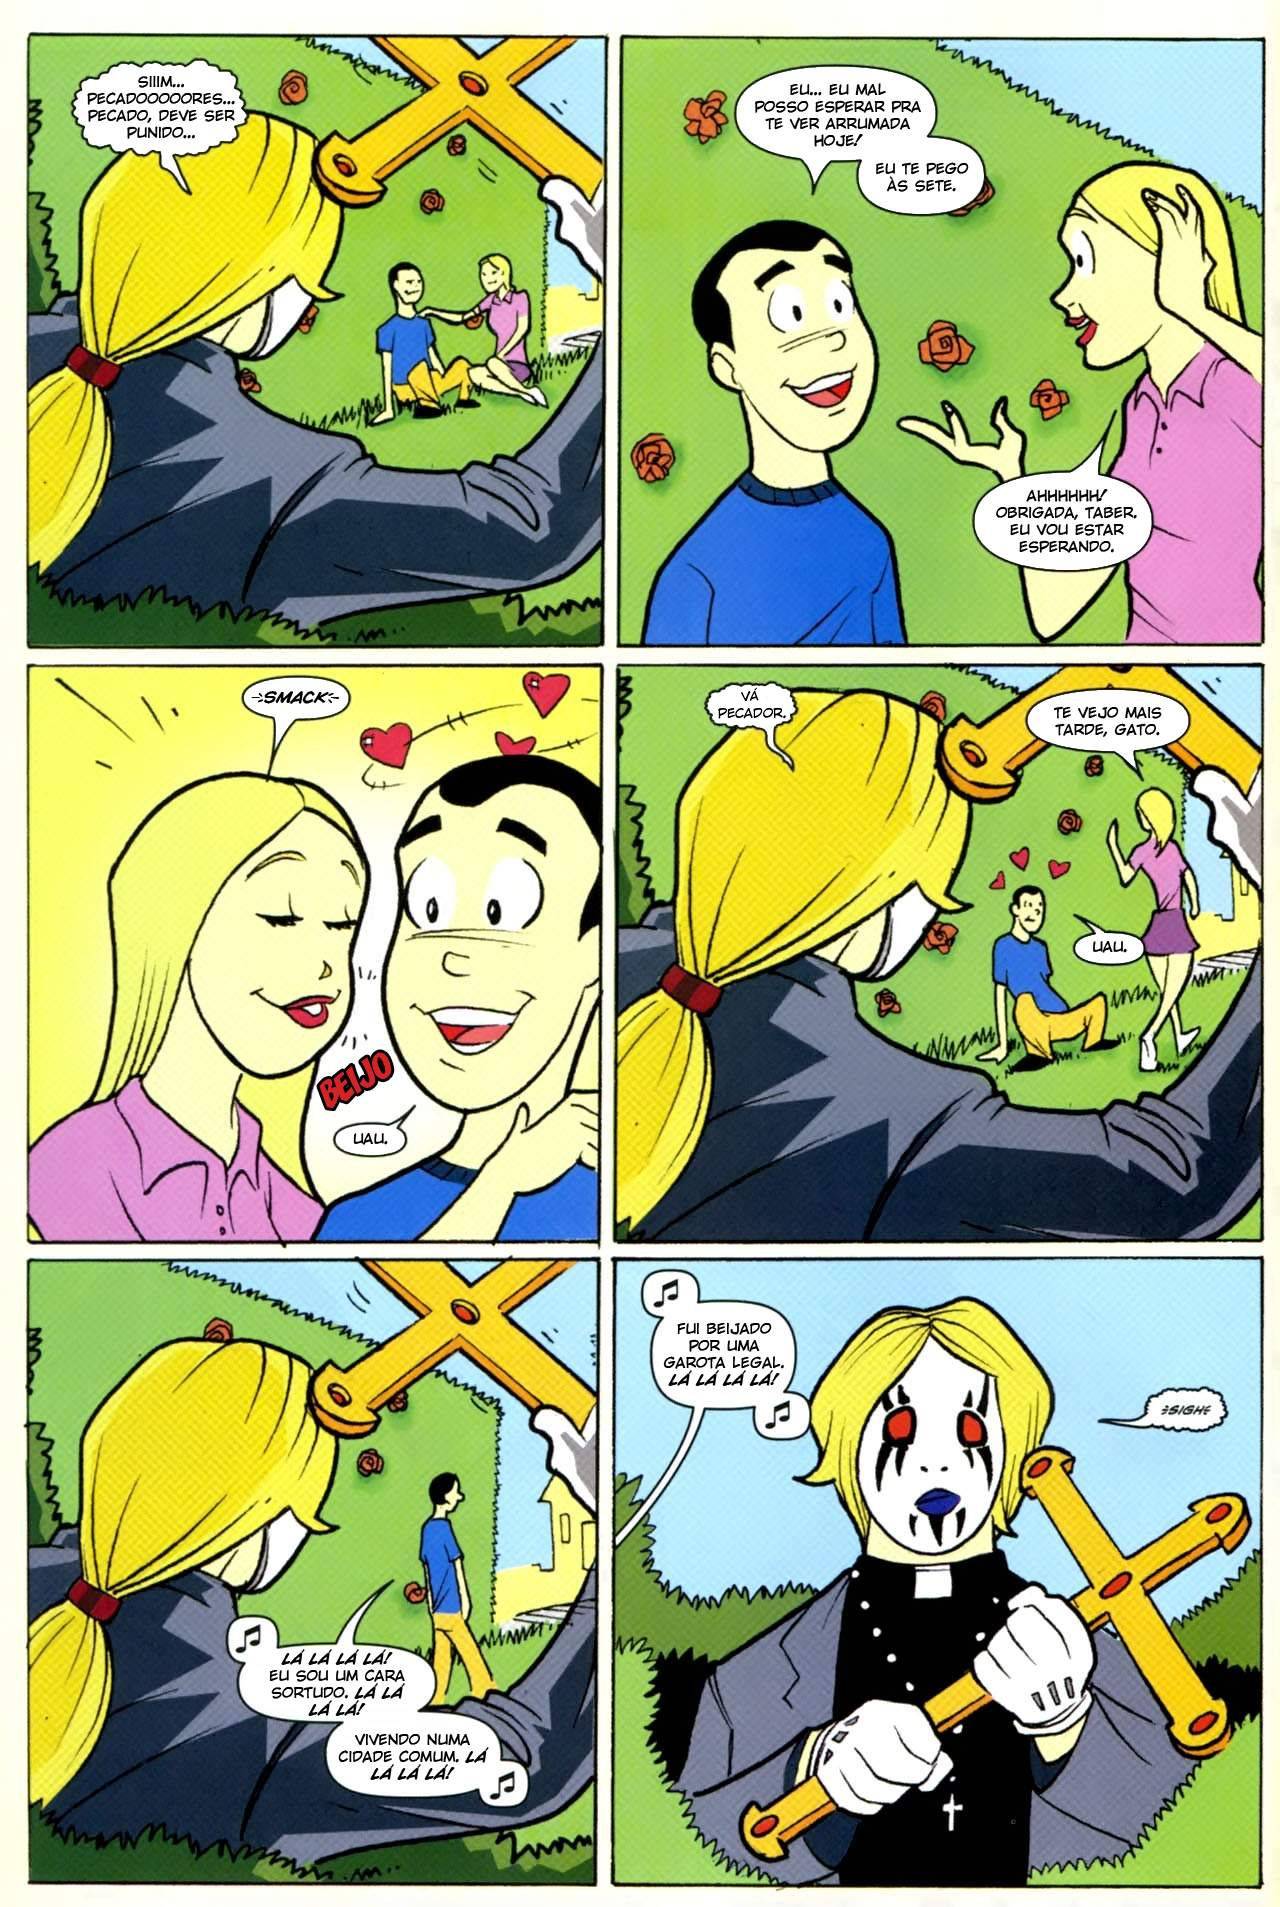 SIIIM...
PECADOOOOORES...
PECADO, DEVE SER
PUNIDO...
EU... EU MAL
POSSO ESPERAR PRA
TE VER ARRUMADA
HOJE!
EU TE PEGO
ÀS SETE.
AHHHHHH!
OBRIGADA, TABER.
EU VOU ESTAR
ESPERANDO.
SMACK
BEIJO
UAU.
VÁ
PECADOR.
TE VEJO MAIS
TARDE, GATO.
UAU.
LÁ LÁ LÁ LÁ!
EU SOU UM CARA
SORTUDO. LÁ LÁ
LÁ LÁ!
VIVENDO NUMA
CIDADE COMUM. LÁ
LÁ LÁ LÁ!
FUI BEIJADO
POR UMA
GAROTA LEGAL.
LÁ LÁ LÁ LÁ!
SIGH